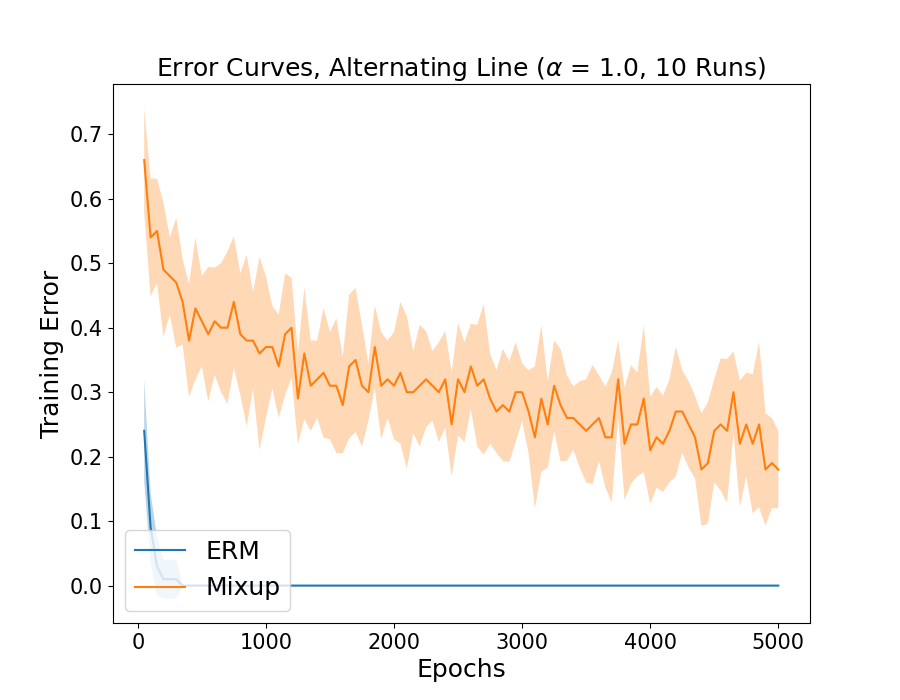 Error Curves, Alternating Line (α = 1.0, 10 Runs)
Training Error
0.7
0.6
0.5
0.4
0.3
0.2
0.1
0.0
ERM
Mixup
0 1000 2000 3000 4000 5000
Epochs